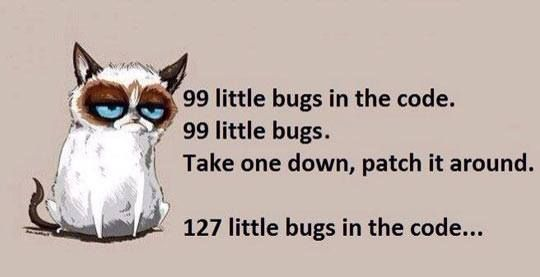 99 little bugs in the code.
99 little bugs.
Take one down, patch it around.
127 little bugs in the code...